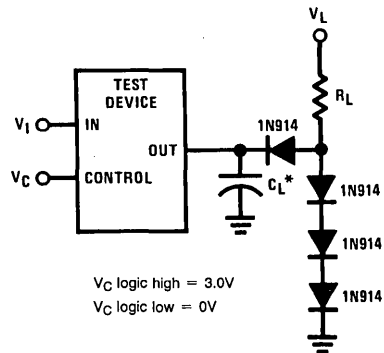 V_L
R_L
TEST
DEVICE
1N914
V_I
IN
OUT
V_C
CONTROL
C_L*
1N914
1N914
1N914
V_C logic high = 3.0V
V_C logic low = 0V